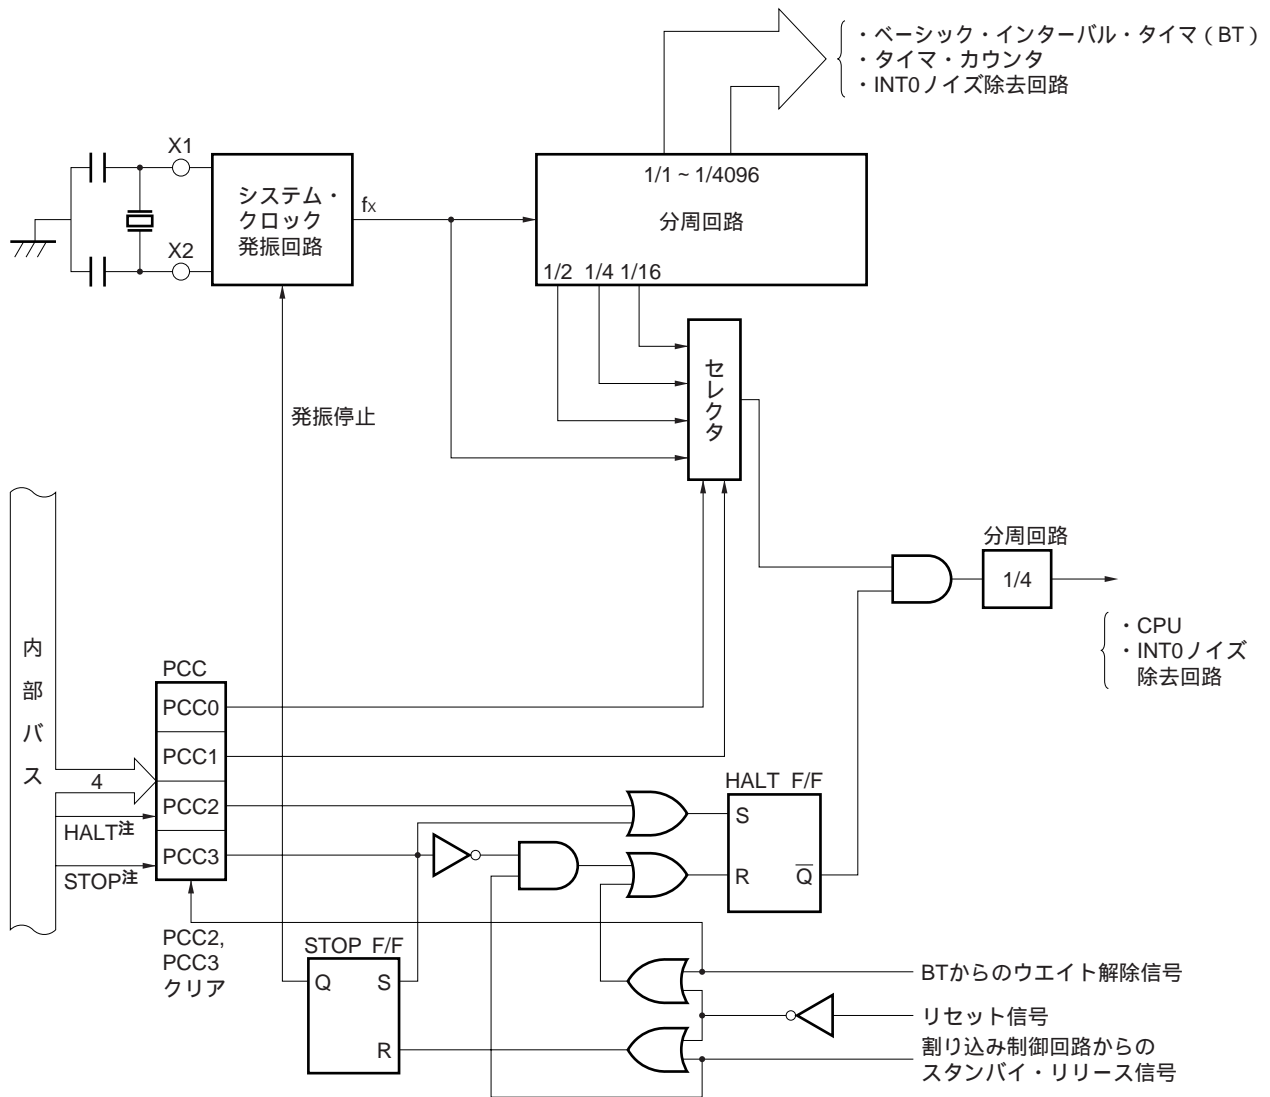 ・ベーシック・インターバル・タイマ(BT)
・タイマ・カウンタ
・INT0ノイズ除去回路
X1
X2
システム・
クロック
発振回路
fX
1/1 ~ 1/4096
分周回路
1/2 1/4 1/16
セレクタ
発振停止
分周回路
1/4
・CPU
・INT0ノイズ
除去回路
内部バス
4
HALT注
STOP注
PCC
PCC0
PCC1
PCC2
PCC3
PCC2,
PCC3
クリア
HALT F/F
S
R Q̅
STOP F/F
Q S
R
BTからのウエイト解除信号
リセット信号
割り込み制御回路からの
スタンバイ・リリース信号